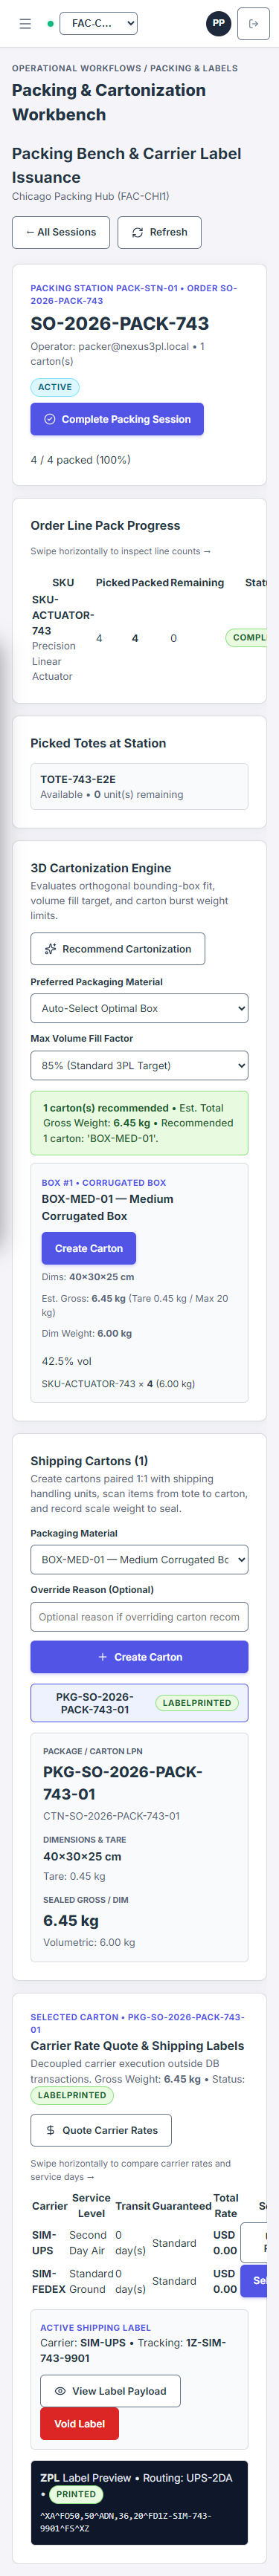 FAC-C...
PP
OPERATIONAL WORKFLOWS / PACKING & LABELS
Packing & Cartonization
Workbench
Packing Bench & Carrier Label
Issuance
Chicago Packing Hub (FAC-CHI1)
← All Sessions
Refresh
PACKING STATION PACK-STN-01 • ORDER SO-
2026-PACK-743
SO-2026-PACK-743
Operator: packer@nexus3pl.local • 1
carton(s)
ACTIVE
Complete Packing Session
4 / 4 packed (100%)
Order Line Pack Progress
Swipe horizontally to inspect line counts →
SKU Picked Packed Remaining Statu
SKU-
ACTUATOR-
743
Precision
Linear
Actuator
4 4 0 COMPL
Picked Totes at Station
TOTE-743-E2E
Available • 0 unit(s) remaining
3D Cartonization Engine
Evaluates orthogonal bounding-box fit,
volume fill target, and carton burst weight
limits.
Recommend Cartonization
Preferred Packaging Material
Auto-Select Optimal Box
Max Volume Fill Factor
85% (Standard 3PL Target)
1 carton(s) recommended • Est. Total
Gross Weight: 6.45 kg • Recommended
1 carton: 'BOX-MED-01'.
BOX #1 • CORRUGATED BOX
BOX-MED-01 — Medium
Corrugated Box
Create Carton
Dims: 40×30×25 cm
Est. Gross: 6.45 kg (Tare 0.45 kg / Max 20
kg)
Dim Weight: 6.00 kg
42.5% vol
SKU-ACTUATOR-743 × 4 (6.00 kg)
Shipping Cartons (1)
Create cartons paired 1:1 with shipping
handling units, scan items from tote to carton,
and record scale weight to seal.
Packaging Material
BOX-MED-01 — Medium Corrugated Bc
Override Reason (Optional)
Optional reason if overriding carton recom
+ Create Carton
PKG-SO-2026-
PACK-743-01
LABELPRINTED
PACKAGE / CARTON LPN
PKG-SO-2026-PACK-
743-01
CTN-SO-2026-PACK-743-01
DIMENSIONS & TARE
40×30×25 cm
Tare: 0.45 kg
SEALED GROSS / DIM
6.45 kg
Volumetric: 6.00 kg
SELECTED CARTON • PKG-SO-2026-PACK-743-
01
Carrier Rate Quote & Shipping Labels
Decoupled carrier execution outside DB
transactions. Gross Weight: 6.45 kg • Status:
LABELPRINTED
$ Quote Carrier Rates
Swipe horizontally to compare carrier rates and
service days →
Carrier Service Level Transit Guaranteed Total Rate Se
SIM-UPS Second Day Air 0 day(s) Standard USD 0.00
SIM-FEDEX Standard Ground 0 day(s) Standard USD 0.00 Sel
ACTIVE SHIPPING LABEL
Carrier: SIM-UPS • Tracking: 1Z-SIM-
743-9901
View Label Payload
Void Label
ZPL Label Preview • Routing: UPS-2DA
• PRINTED
^XA^FO50,50^ADN,36,20^FD1Z-SIM-743-
9901^FS^XZ